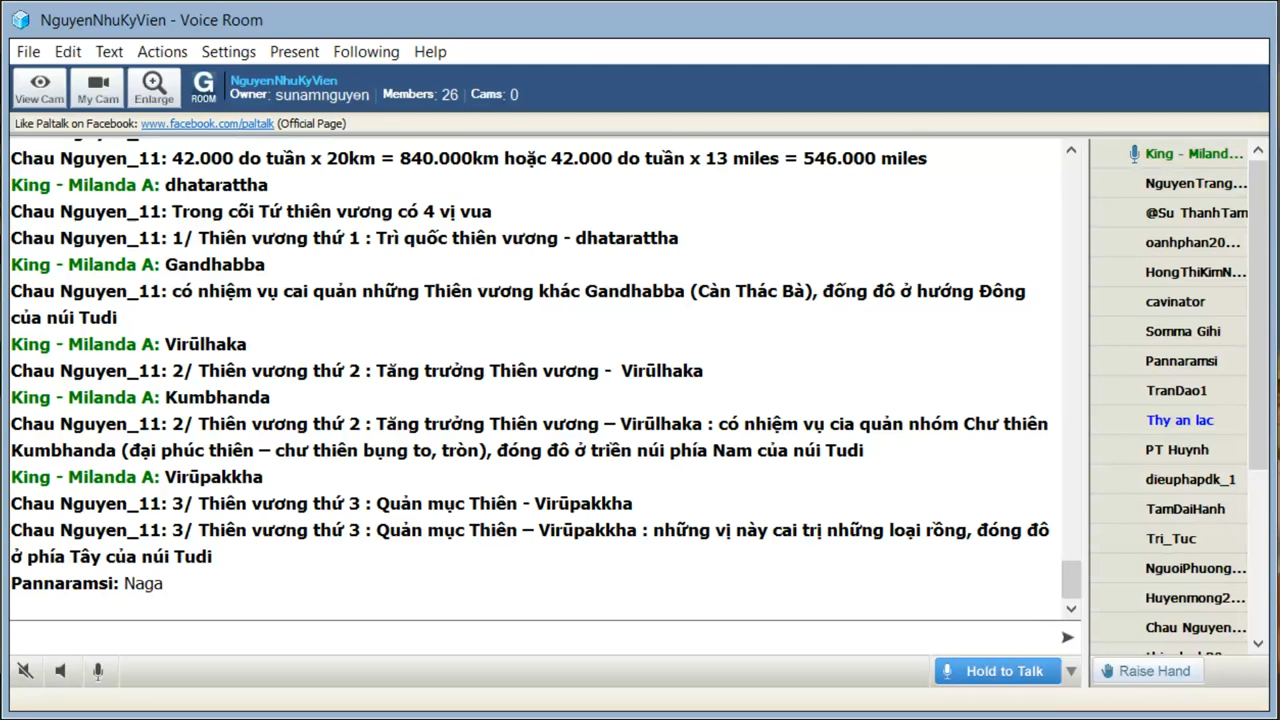 NguyenNhuKyVien - Voice Room
File Edit Text Actions Settings Present Following Help
View Cam My Cam Enlarge G ROOM
NguyenNhuKyVien
Owner: sunamnguyen Members: 26 Cams: 0
Like Paltalk on Facebook: www.facebook.com/paltalk (Official Page)
Chau Nguyen_11: 42.000 do tuần x 20km = 840.000km hoặc 42.000 do tuần x 13 miles = 546.000 miles
King - Milanda A: dhatarattha
Chau Nguyen_11: Trong cõi Tứ thiên vương có 4 vị vua
Chau Nguyen_11: 1/ Thiên vương thứ 1 : Trì quốc thiên vương - dhatarattha
King - Milanda A: Gandhabba
Chau Nguyen_11: có nhiệm vụ cai quản những Thiên vương khác Gandhabba (Càn Thác Bà), đống đô ở hướng Đông
của núi Tudi
King - Milanda A: Virūlhaka
Chau Nguyen_11: 2/ Thiên vương thứ 2 : Tăng trưởng Thiên vương - Virūlhaka
King - Milanda A: Kumbhanda
Chau Nguyen_11: 2/ Thiên vương thứ 2 : Tăng trưởng Thiên vương – Virūlhaka : có nhiệm vụ cia quản nhóm Chư thiên
Kumbhanda (đại phúc thiên – chư thiên bụng to, tròn), đóng đô ở triền núi phía Nam của núi Tudi
King - Milanda A: Virūpakkha
Chau Nguyen_11: 3/ Thiên vương thứ 3 : Quản mục Thiên - Virūpakkha
Chau Nguyen_11: 3/ Thiên vương thứ 3 : Quản mục Thiên – Virūpakkha : những vị này cai trị những loại rồng, đóng đô
ở phía Tây của núi Tudi
Pannaramsi: Naga
King - Miland...
NguyenTrang...
@Su ThanhTam
oanhphan20...
HongThiKimN...
cavinator
Somma Gihi
Pannaramsi
TranDao1
Thy an lac
PT Huynh
dieuphapdk_1
TamDaiHanh
Tri_Tuc
NguoiPhuong...
Huyenmong2...
Chau Nguyen...
Hold to Talk
Raise Hand